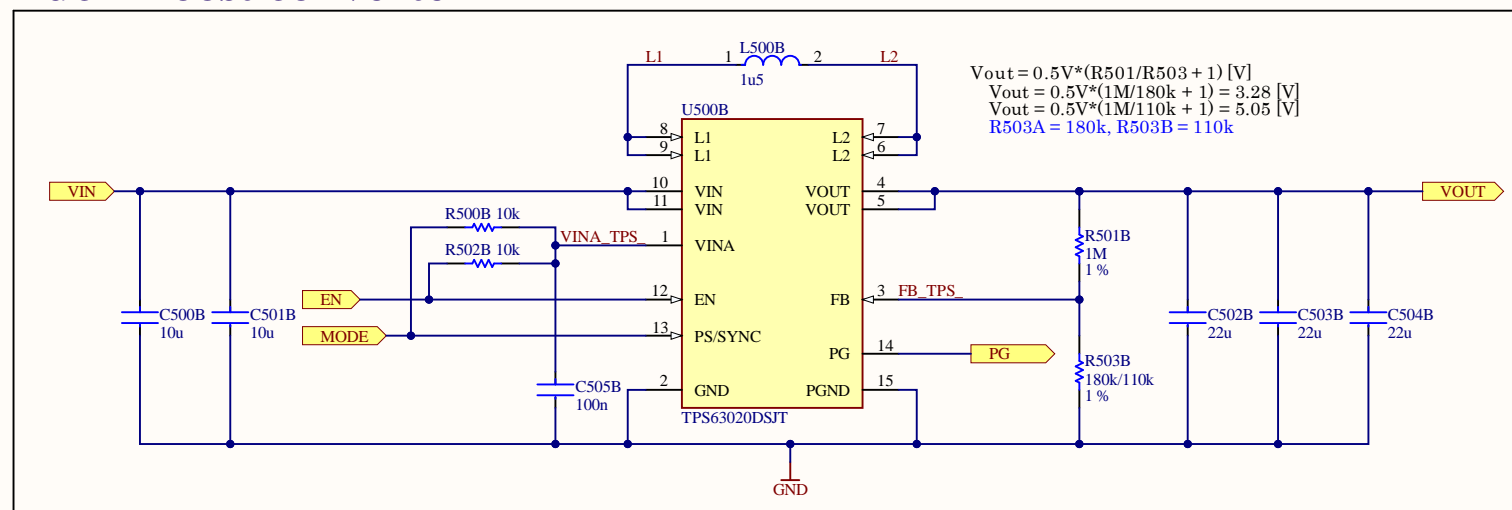 L1
1
L500B
2
L2
1u5
Vout = 0.5V*(R501/R503 + 1) [V]
Vout = 0.5V*(1M/180k + 1) = 3.28 [V]
Vout = 0.5V*(1M/110k + 1) = 5.05 [V]
R503A = 180k, R503B = 110k
U500B
8
L1
L2
7
9
L1
L2
6
VIN
10
VIN
VOUT
4
VOUT
11
VIN
VOUT
5
R500B 10k
VINA_TPS_
1
VINA
R502B 10k
R501B
1M
1 %
EN
12
EN
FB
3
FB_TPS_
C500B
10u
C501B
10u
MODE
13
PS/SYNC
C502B
22u
C503B
22u
C504B
22u
PG
14
PG
R503B
180k/110k
1 %
C505B
100n
2
GND
PGND
15
TPS63020DSJT
GND